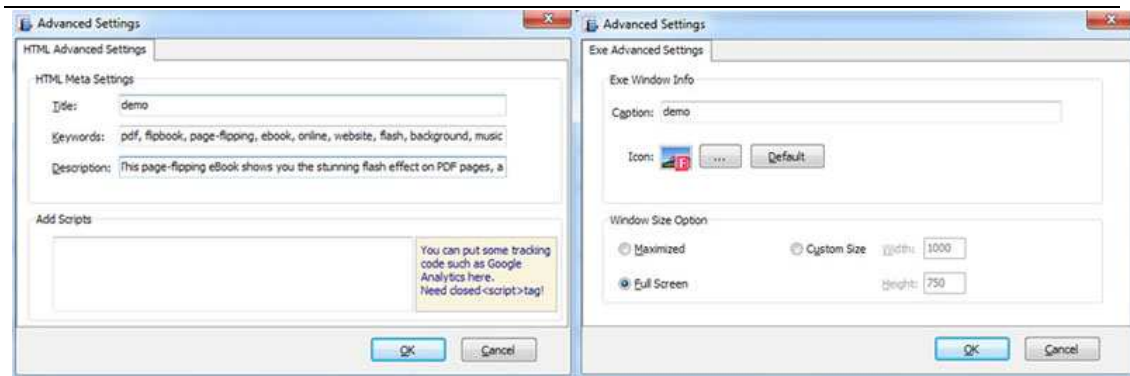 Advanced Settings
HTML Advanced Settings
HTML Meta Settings
Title: demo
Keywords: pdf, flipbook, page-flipping, ebook, online, website, flash, background, music
Description: This page-flipping eBook shows you the stunning flash effect on PDF pages, a
Add Scripts
You can put some tracking
code such as Google
Analytics here.
Need closed<script>tag!
OK Cancel
Advanced Settings
Exe Advanced Settings
Exe Window Info
Caption: demo
Icon: ... Default
Window Size Option
Maximized Custom Size Width: 1000
Full Screen Height: 750
OK Cancel